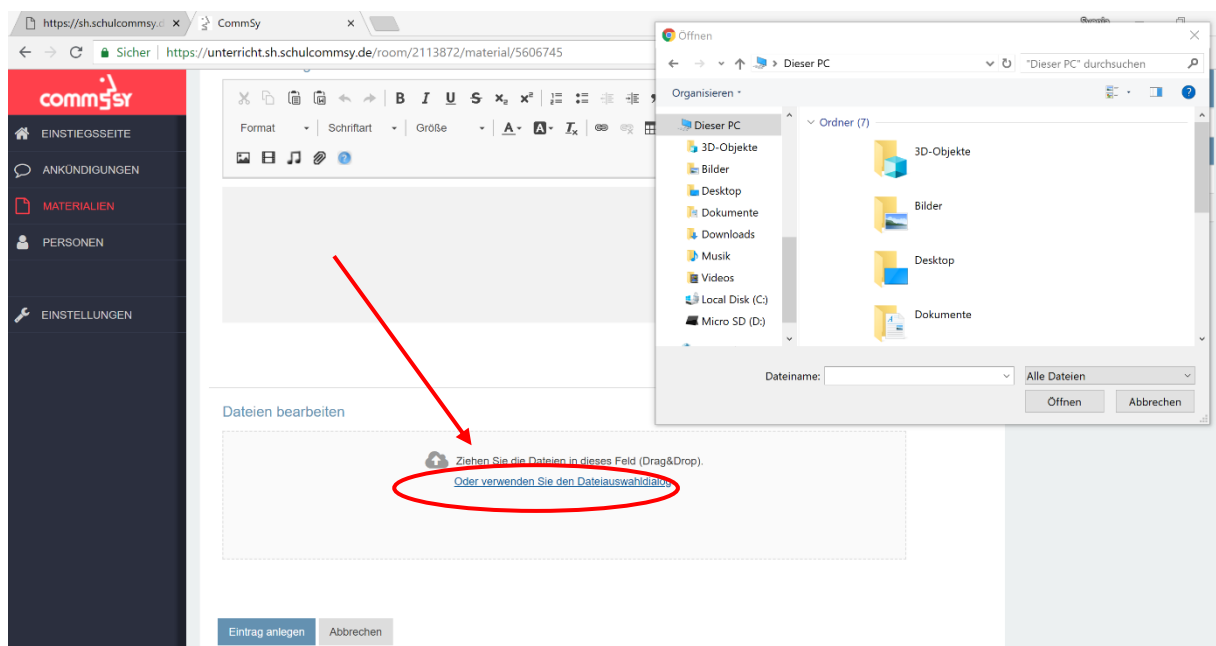 https://sh.schulcommsy.d
CommSy
Sicher | https://unterricht.sh.schulcommsy.de/room/2113872/material/5606745
commsy
EINSTIEGSSEITE
ANKÜNDIGUNGEN
MATERIALIEN
PERSONEN
EINSTELLUNGEN
B I U S x₂ x²
Format Schriftart Größe A A Tx
Dateien bearbeiten
Ziehen Sie die Dateien in dieses Feld (Drag&Drop).
Oder verwenden Sie den Dateiauswahldialog
Eintrag anlegen Abbrechen
Öffnen
Dieser PC "Dieser PC" durchsuchen
Organisieren
Dieser PC
3D-Objekte
Bilder
Desktop
Dokumente
Downloads
Musik
Videos
Local Disk (C:)
Micro SD (D:)
Ordner (7)
3D-Objekte
Bilder
Desktop
Dokumente
Dateiname: Alle Dateien
Öffnen Abbrechen